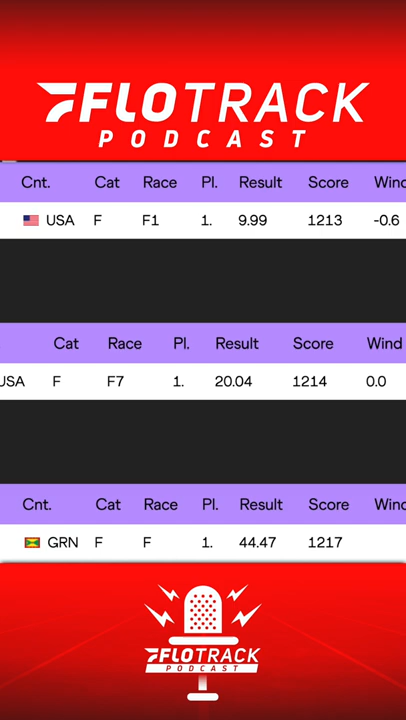 FLOTRACK
PODCAST
Cnt. Cat Race Pl. Result Score Wind
USA F F1 1. 9.99 1213 -0.6
Cat Race Pl. Result Score Wind
USA F F7 1. 20.04 1214 0.0
Cnt. Cat Race Pl. Result Score Wind
GRN F F 1. 44.47 1217
FLOTRACK
PODCAST